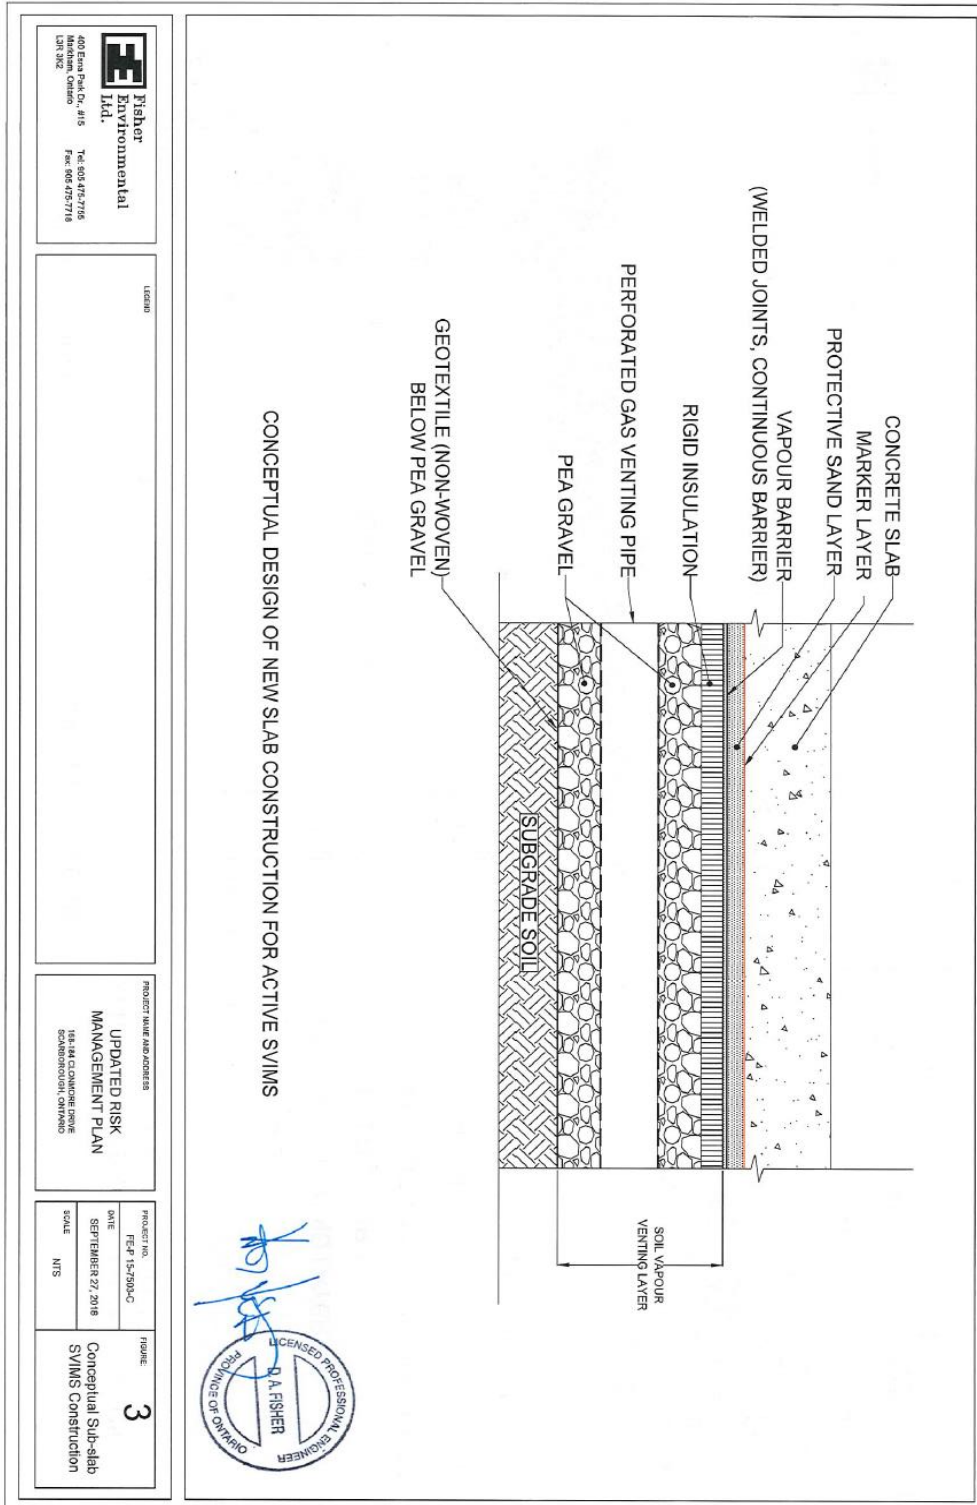 CONCRETE SLAB
MARKER LAYER
PROTECTIVE SAND LAYER
VAPOUR BARRIER
(WELDED JOINTS, CONTINUOUS BARRIER)
RIGID INSULATION
PERFORATED GAS VENTING PIPE
PEA GRAVEL
GEOTEXTILE (NON-WOVEN)
BELOW PEA GRAVEL
SUBGRADE SOIL
SOIL VAPOUR
VENTING LAYER
CONCEPTUAL DESIGN OF NEW SLAB CONSTRUCTION FOR ACTIVE SVIMS
LICENSED PROFESSIONAL ENGINEER
D. A. FISHER
PROVINCE OF ONTARIO
Fisher
Environmental
Ltd.
400 Esna Park Dr., #15
Markham, Ontario
L3R 3K2
Tel: 905 475-7755
Fax: 905 475-7718
LEGEND
PROJECT NAME AND ADDRESS
UPDATED RISK
MANAGEMENT PLAN
168-184 CLONMORE DRIVE
SCARBOROUGH, ONTARIO
PROJECT NO.
FE-P 15-7503-C
DATE
SEPTEMBER 27, 2018
SCALE
NTS
FIGURE:
3
Conceptual Sub-slab
SVIMS Construction